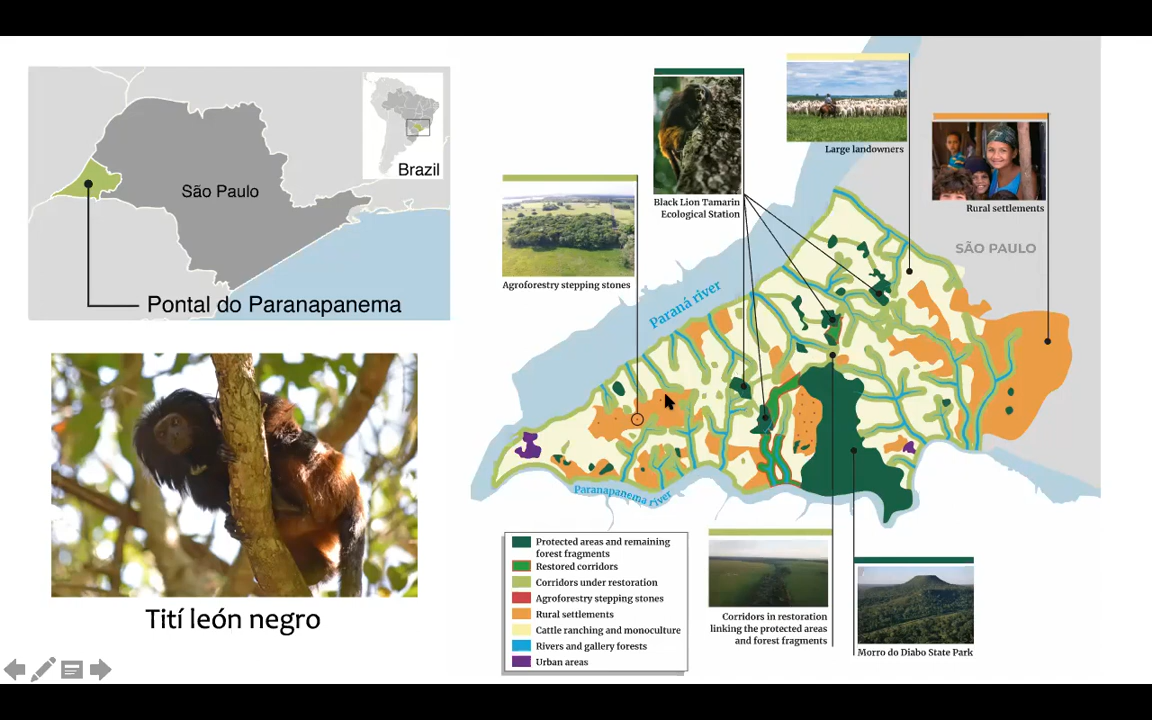 Brazil
São Paulo
Pontal do Paranapanema
Tití león negro
Agroforestry stepping stones
Black Lion Tamarin
Ecological Station
Large landowners
Rural settlements
SÃO PAULO
Paraná river
Paranapanema river
Protected areas and remaining
forest fragments
Restored corridors
Corridors under restoration
Agroforestry stepping stones
Rural settlements
Cattle ranching and monoculture
Rivers and gallery forests
Urban areas
Corridors in restoration
linking the protected areas
and forest fragments
Morro do Diabo State Park